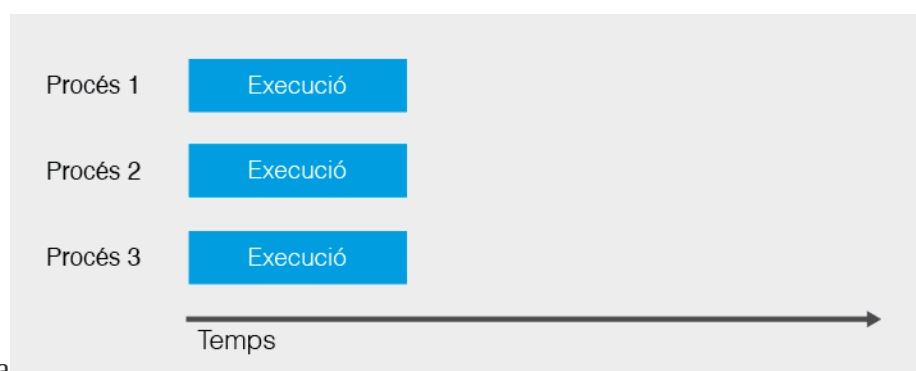 Procés 1 Execució
Procés 2 Execució
Procés 3 Execució
Temps
a